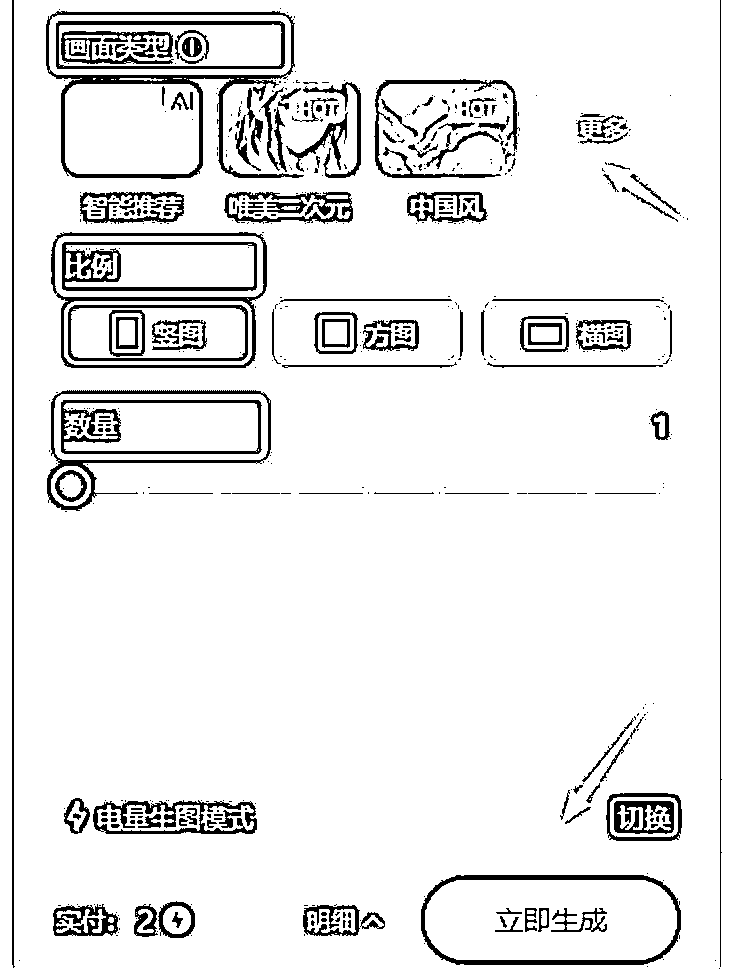 画面类型
AI
HOT
HOT
更多
智能推荐
唯美二次元
中国风
比例
竖图
方图
横图
数量
1
电量生图模式
切换
实付: 2
明细
立即生成